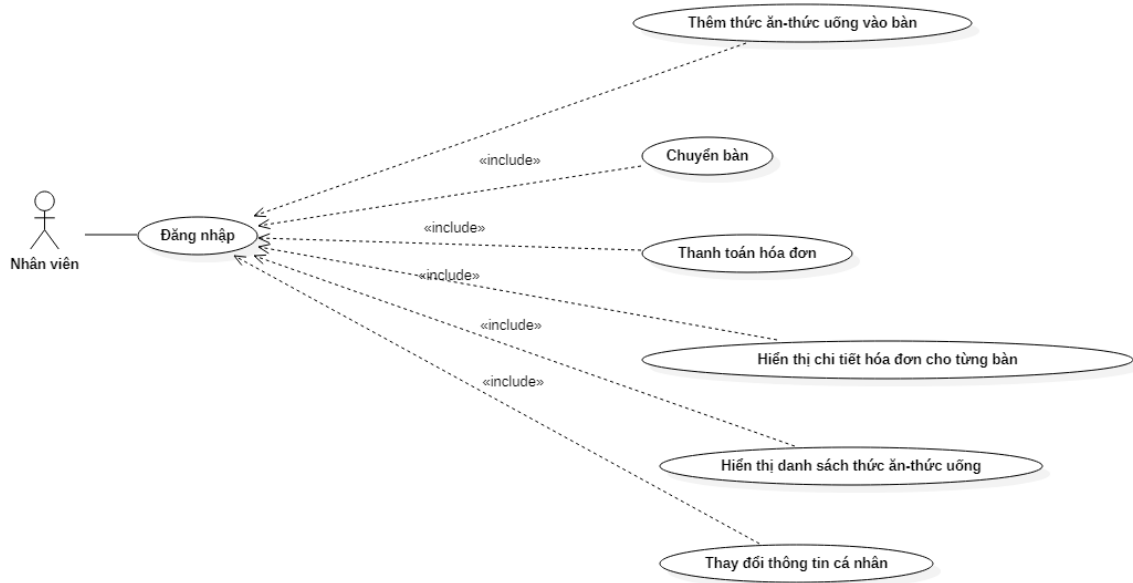 Thêm thức ăn-thức uống vào bàn
«include»
Chuyển bàn
«include»
Nhân viên
Đăng nhập
Thanh toán hóa đơn
«include»
«include»
Hiển thị chi tiết hóa đơn cho từng bàn
«include»
Hiển thị danh sách thức ăn-thức uống
Thay đổi thông tin cá nhân